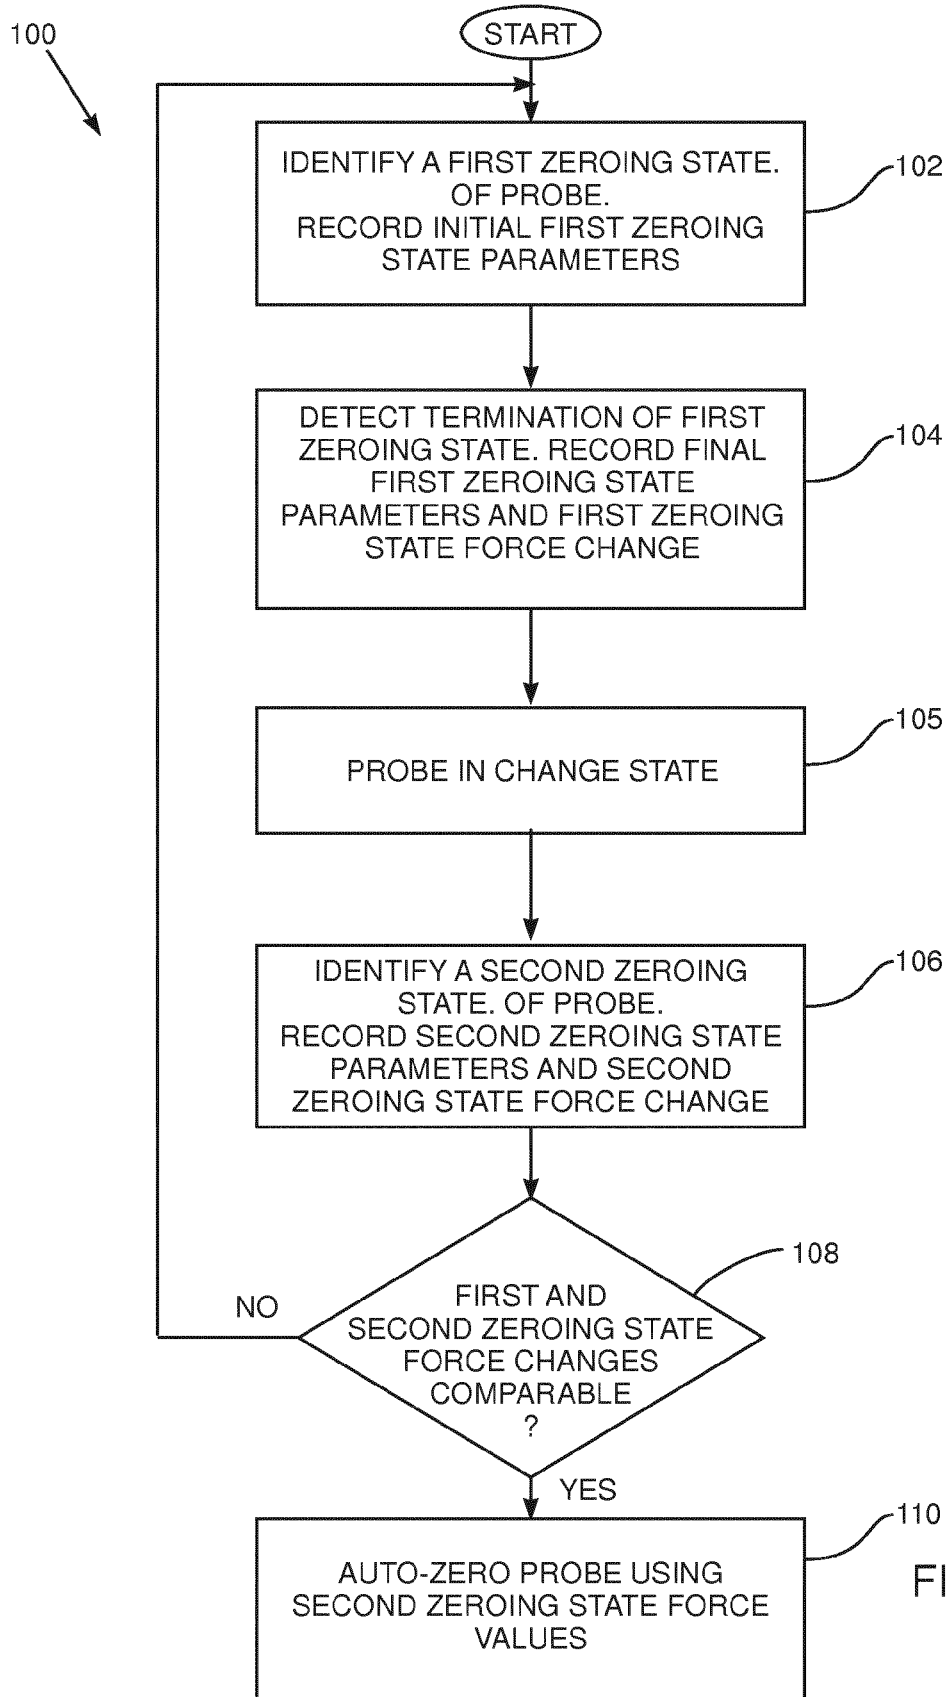 100
START
IDENTIFY A FIRST ZEROING STATE.
OF PROBE.
RECORD INITIAL FIRST ZEROING
STATE PARAMETERS
102
DETECT TERMINATION OF FIRST
ZEROING STATE. RECORD FINAL
FIRST ZEROING STATE
PARAMETERS AND FIRST ZEROING
STATE FORCE CHANGE
104
PROBE IN CHANGE STATE
105
IDENTIFY A SECOND ZEROING
STATE. OF PROBE.
RECORD SECOND ZEROING STATE
PARAMETERS AND SECOND
ZEROING STATE FORCE CHANGE
106
108
NO
FIRST AND
SECOND ZEROING STATE
FORCE CHANGES
COMPARABLE
?
YES
110
AUTO-ZERO PROBE USING
SECOND ZEROING STATE FORCE
VALUES
FI